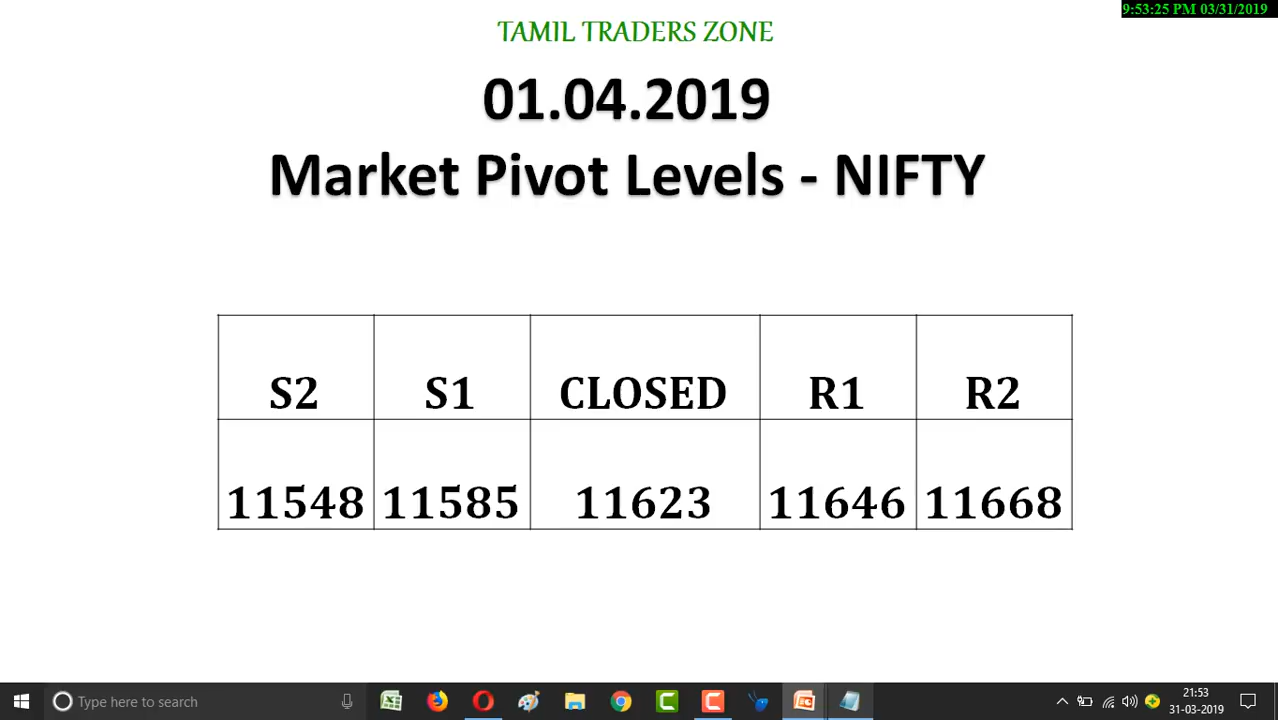 9:53:25 PM 03/31/2019
TAMIL TRADERS ZONE
01.04.2019
Market Pivot Levels - NIFTY
S2 S1 CLOSED R1 R2
11548 11585 11623 11646 11668
Type here to search
21:53
31-03-2019